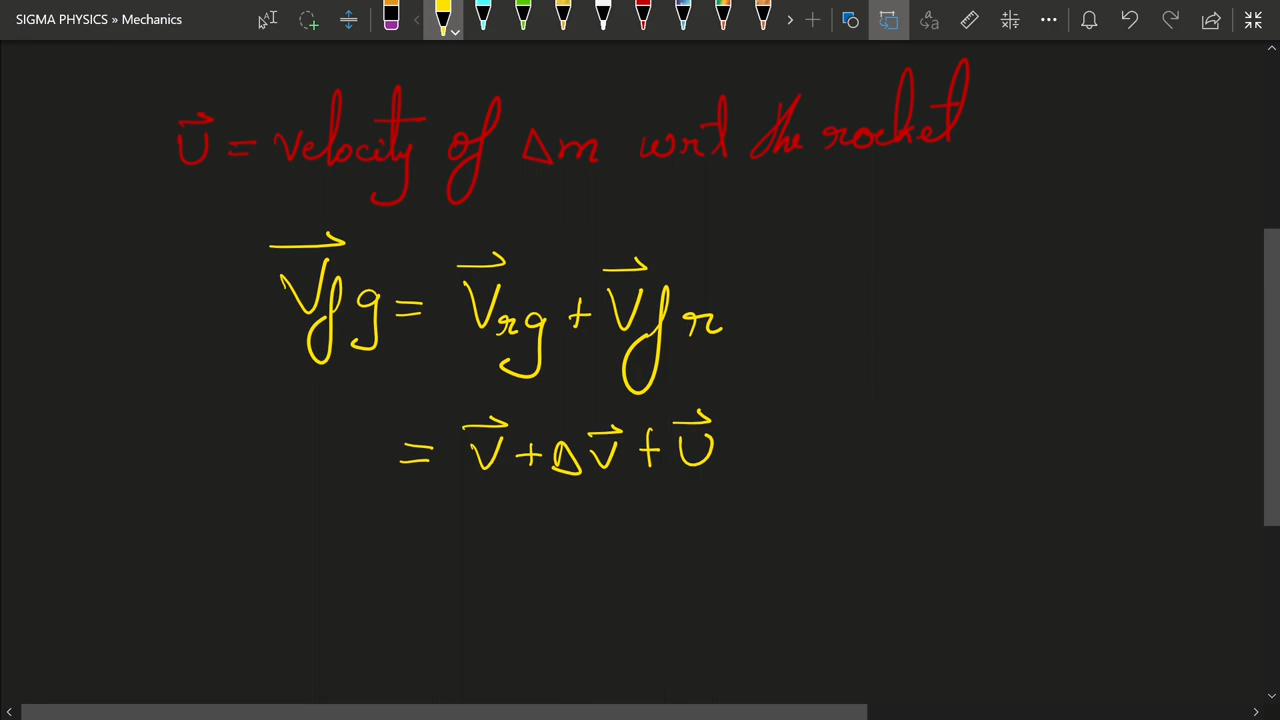 SIGMA PHYSICS » Mechanics
U⃗ = velocity of Δm wrt the rocket
V⃗fg = V⃗rg + V⃗fr
= V⃗ + ΔV⃗ + U⃗